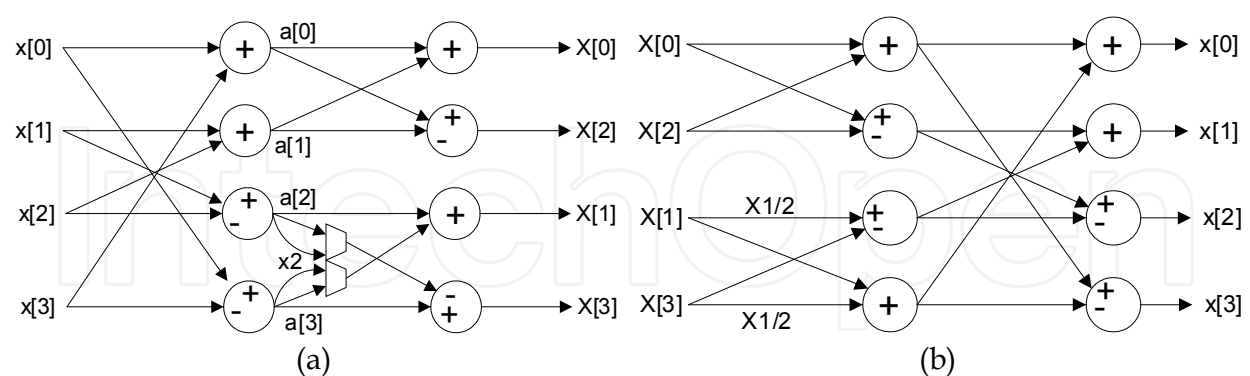 x[0] + a[0] + X[0]
x[1] + a[1] + - X[2]
x[2] + - a[2] + X[1]
x2
x[3] + - a[3] - + X[3]
(a)
X[0] + + x[0]
X[2] + - + x[1]
X[1] X1/2 + - + - x[2]
X[3] X1/2 + + - x[3]
(b)
IntechOpen